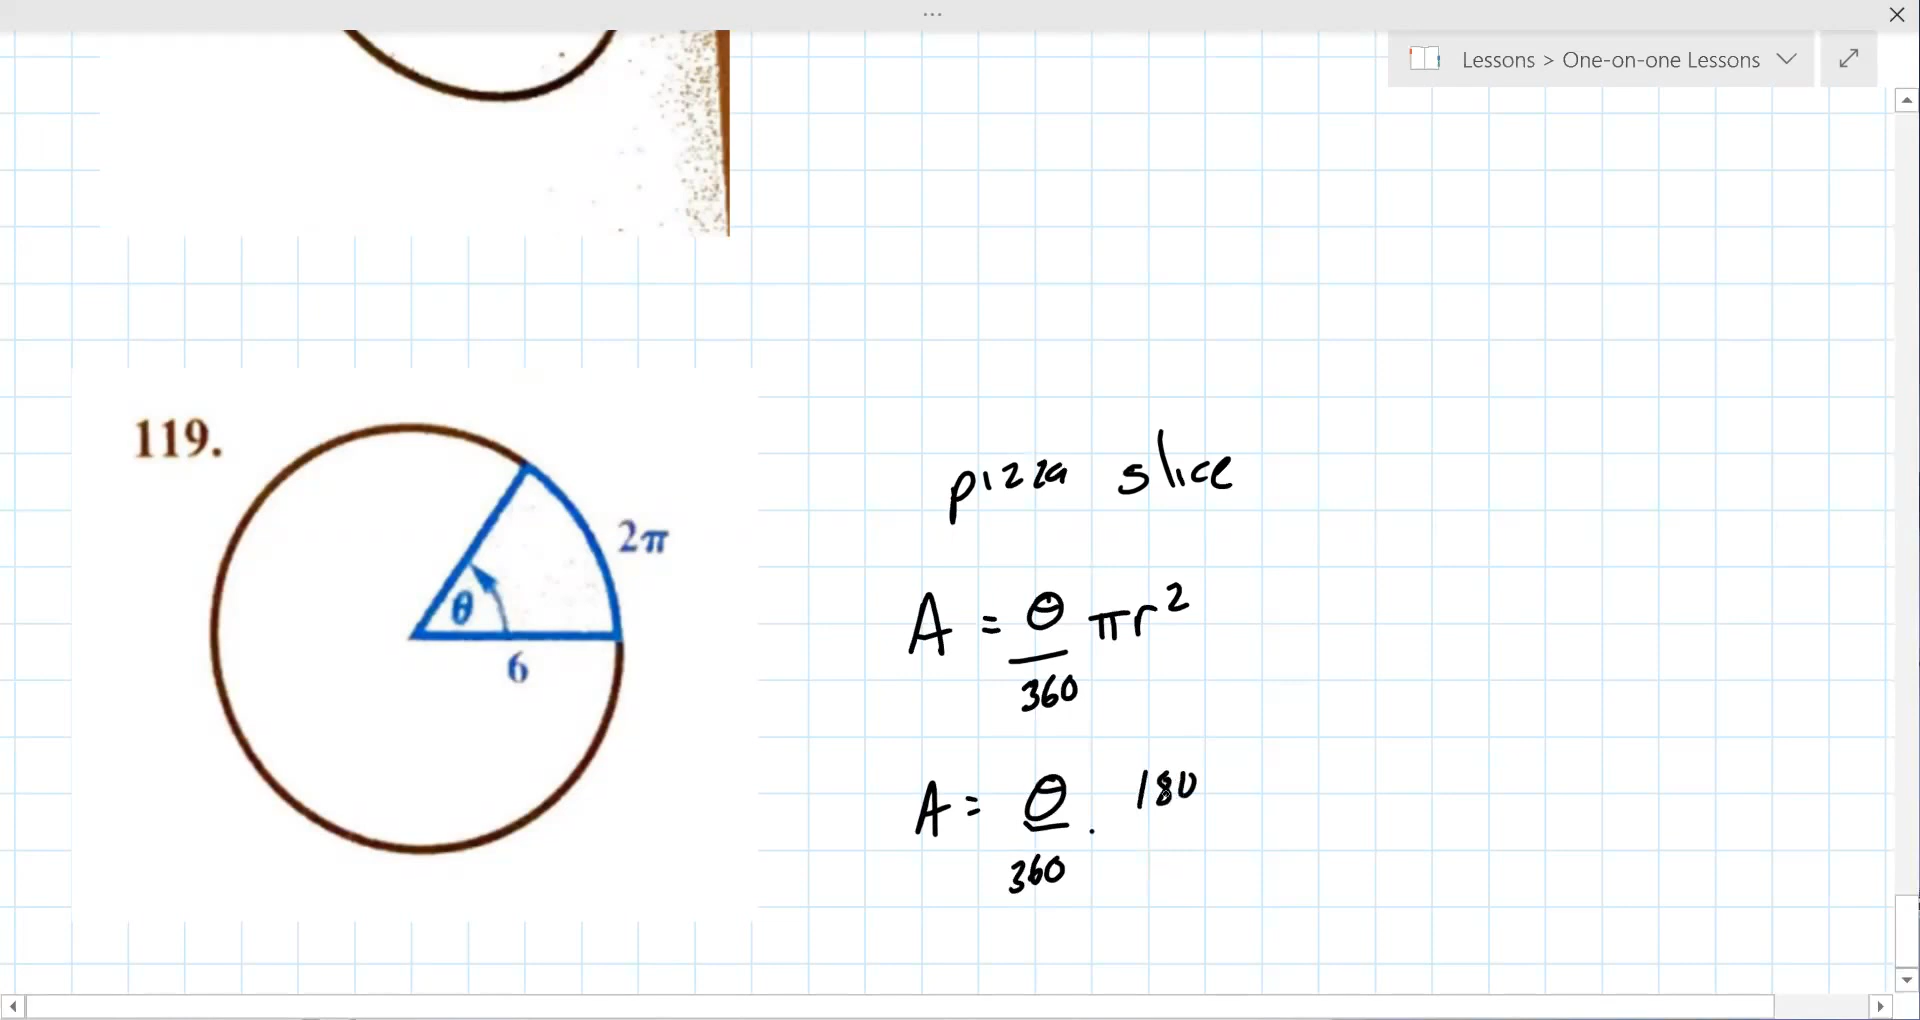 ...
Lessons > One-on-one Lessons
119.
2π
θ
6
pizza slice
A = θ/360 πr²
A = θ/360 · 180